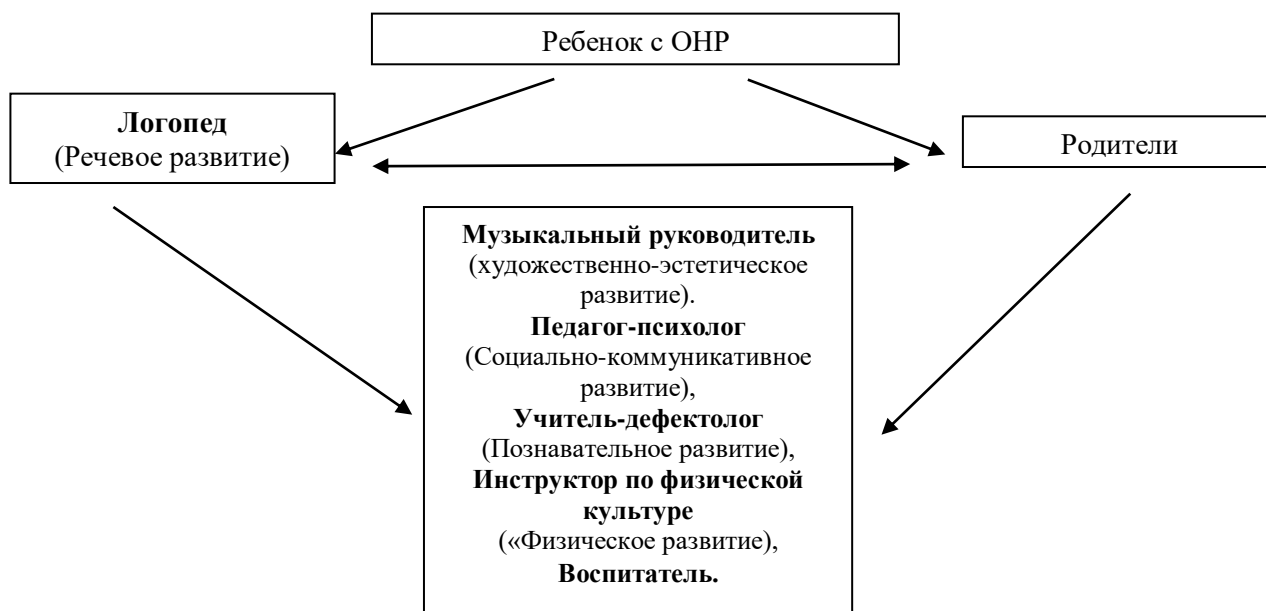 Ребенок с ОНР
Логопед
(Речевое развитие)
Родители
Музыкальный руководитель
(художественно-эстетическое
развитие).
Педагог-психолог
(Социально-коммуникативное
развитие),
Учитель-дефектолог
(Познавательное развитие),
Инструктор по физической
культуре
(«Физическое развитие),
Воспитатель.